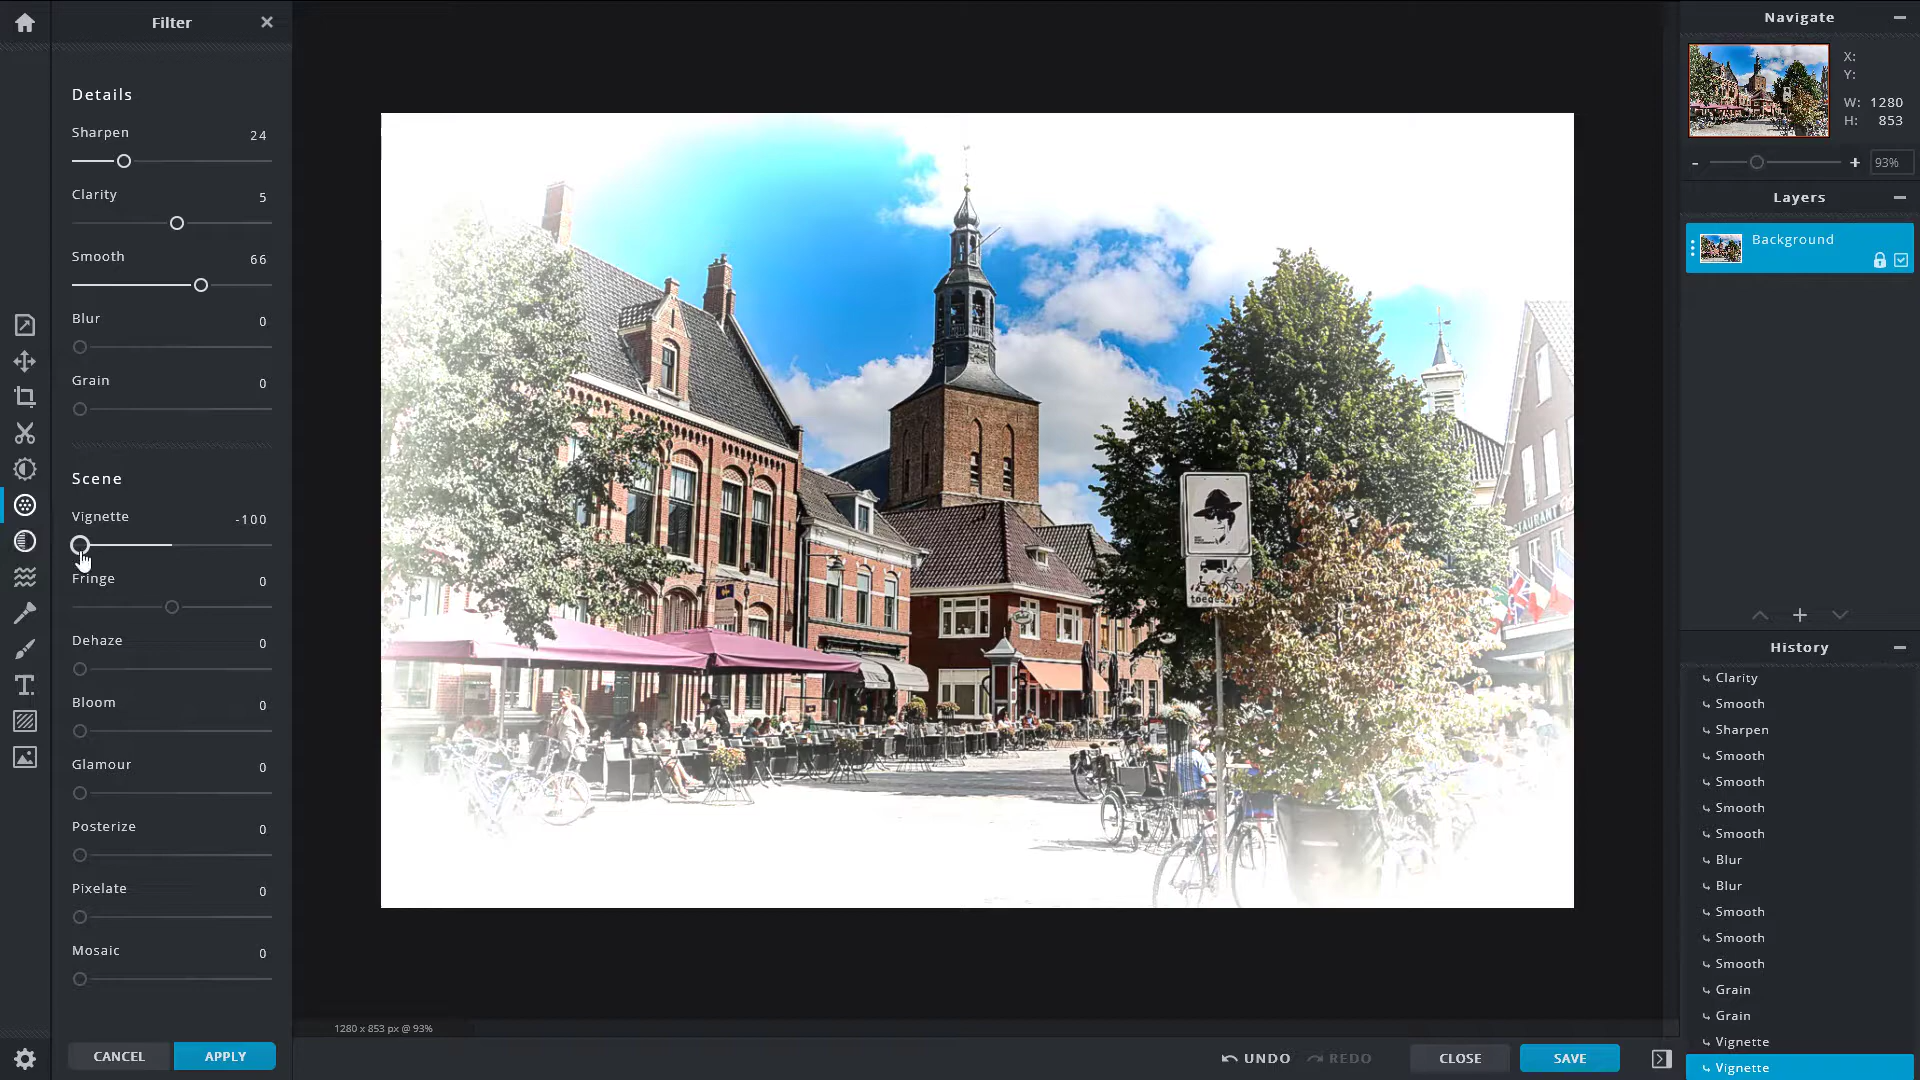 Filter
Details
Sharpen 24
Clarity 5
Smooth 66
Blur 0
Grain 0
Scene
Vignette -100
Fringe 0
Dehaze 0
Bloom 0
Glamour 0
Posterize 0
Pixelate 0
Mosaic 0
CANCEL APPLY
1280 x 853 px @ 93%
UNDO REDO CLOSE SAVE
Navigate
X:
Y:
W: 1280
H: 853
- + 93%
Layers
Background
History
Clarity
Smooth
Sharpen
Smooth
Smooth
Smooth
Smooth
Blur
Blur
Smooth
Smooth
Smooth
Grain
Grain
Vignette
Vignette